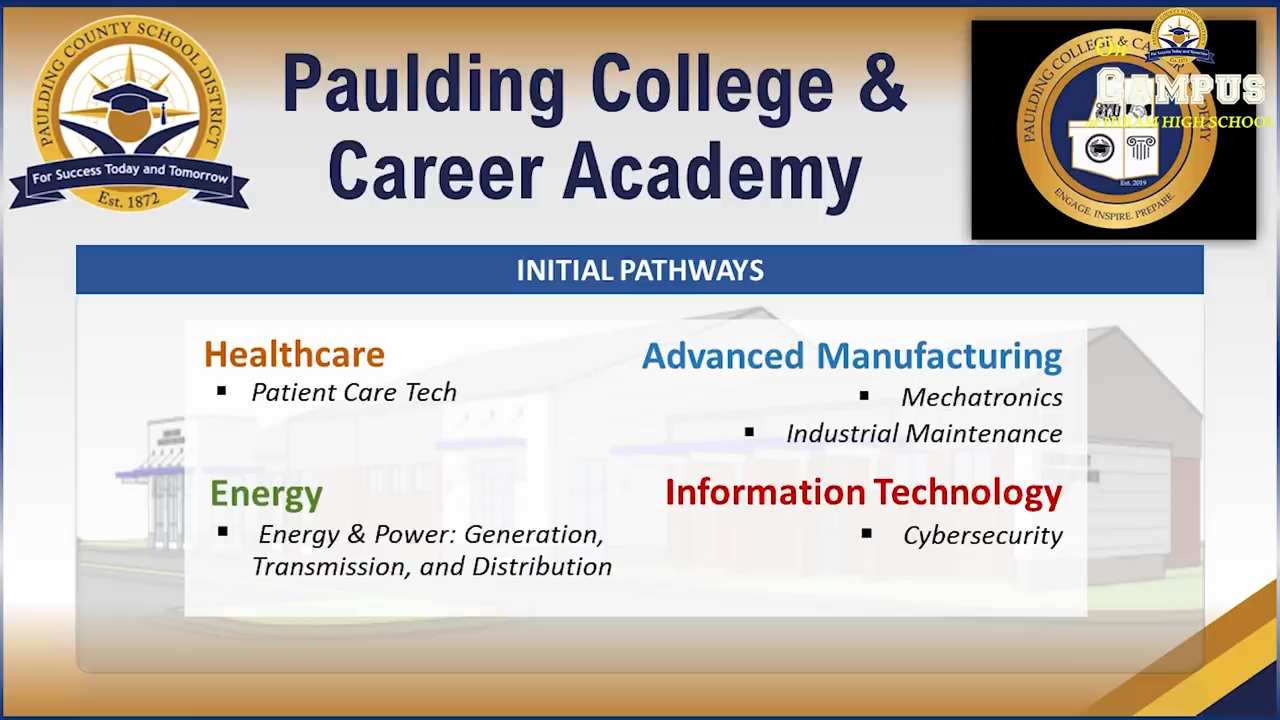 PAULDING COUNTY SCHOOL DISTRICT
For Success Today and Tomorrow
Est. 1872
Paulding College &
Career Academy
PAULDING COLLEGE & CA
On
CAMPUS
HIRAM HIGH SCHOOL
Est. 2019
ENGAGE. INSPIRE. PREPARE.
INITIAL PATHWAYS
Healthcare
▪ Patient Care Tech
Energy
▪ Energy & Power: Generation,
Transmission, and Distribution
Advanced Manufacturing
▪ Mechatronics
▪ Industrial Maintenance
Information Technology
▪ Cybersecurity